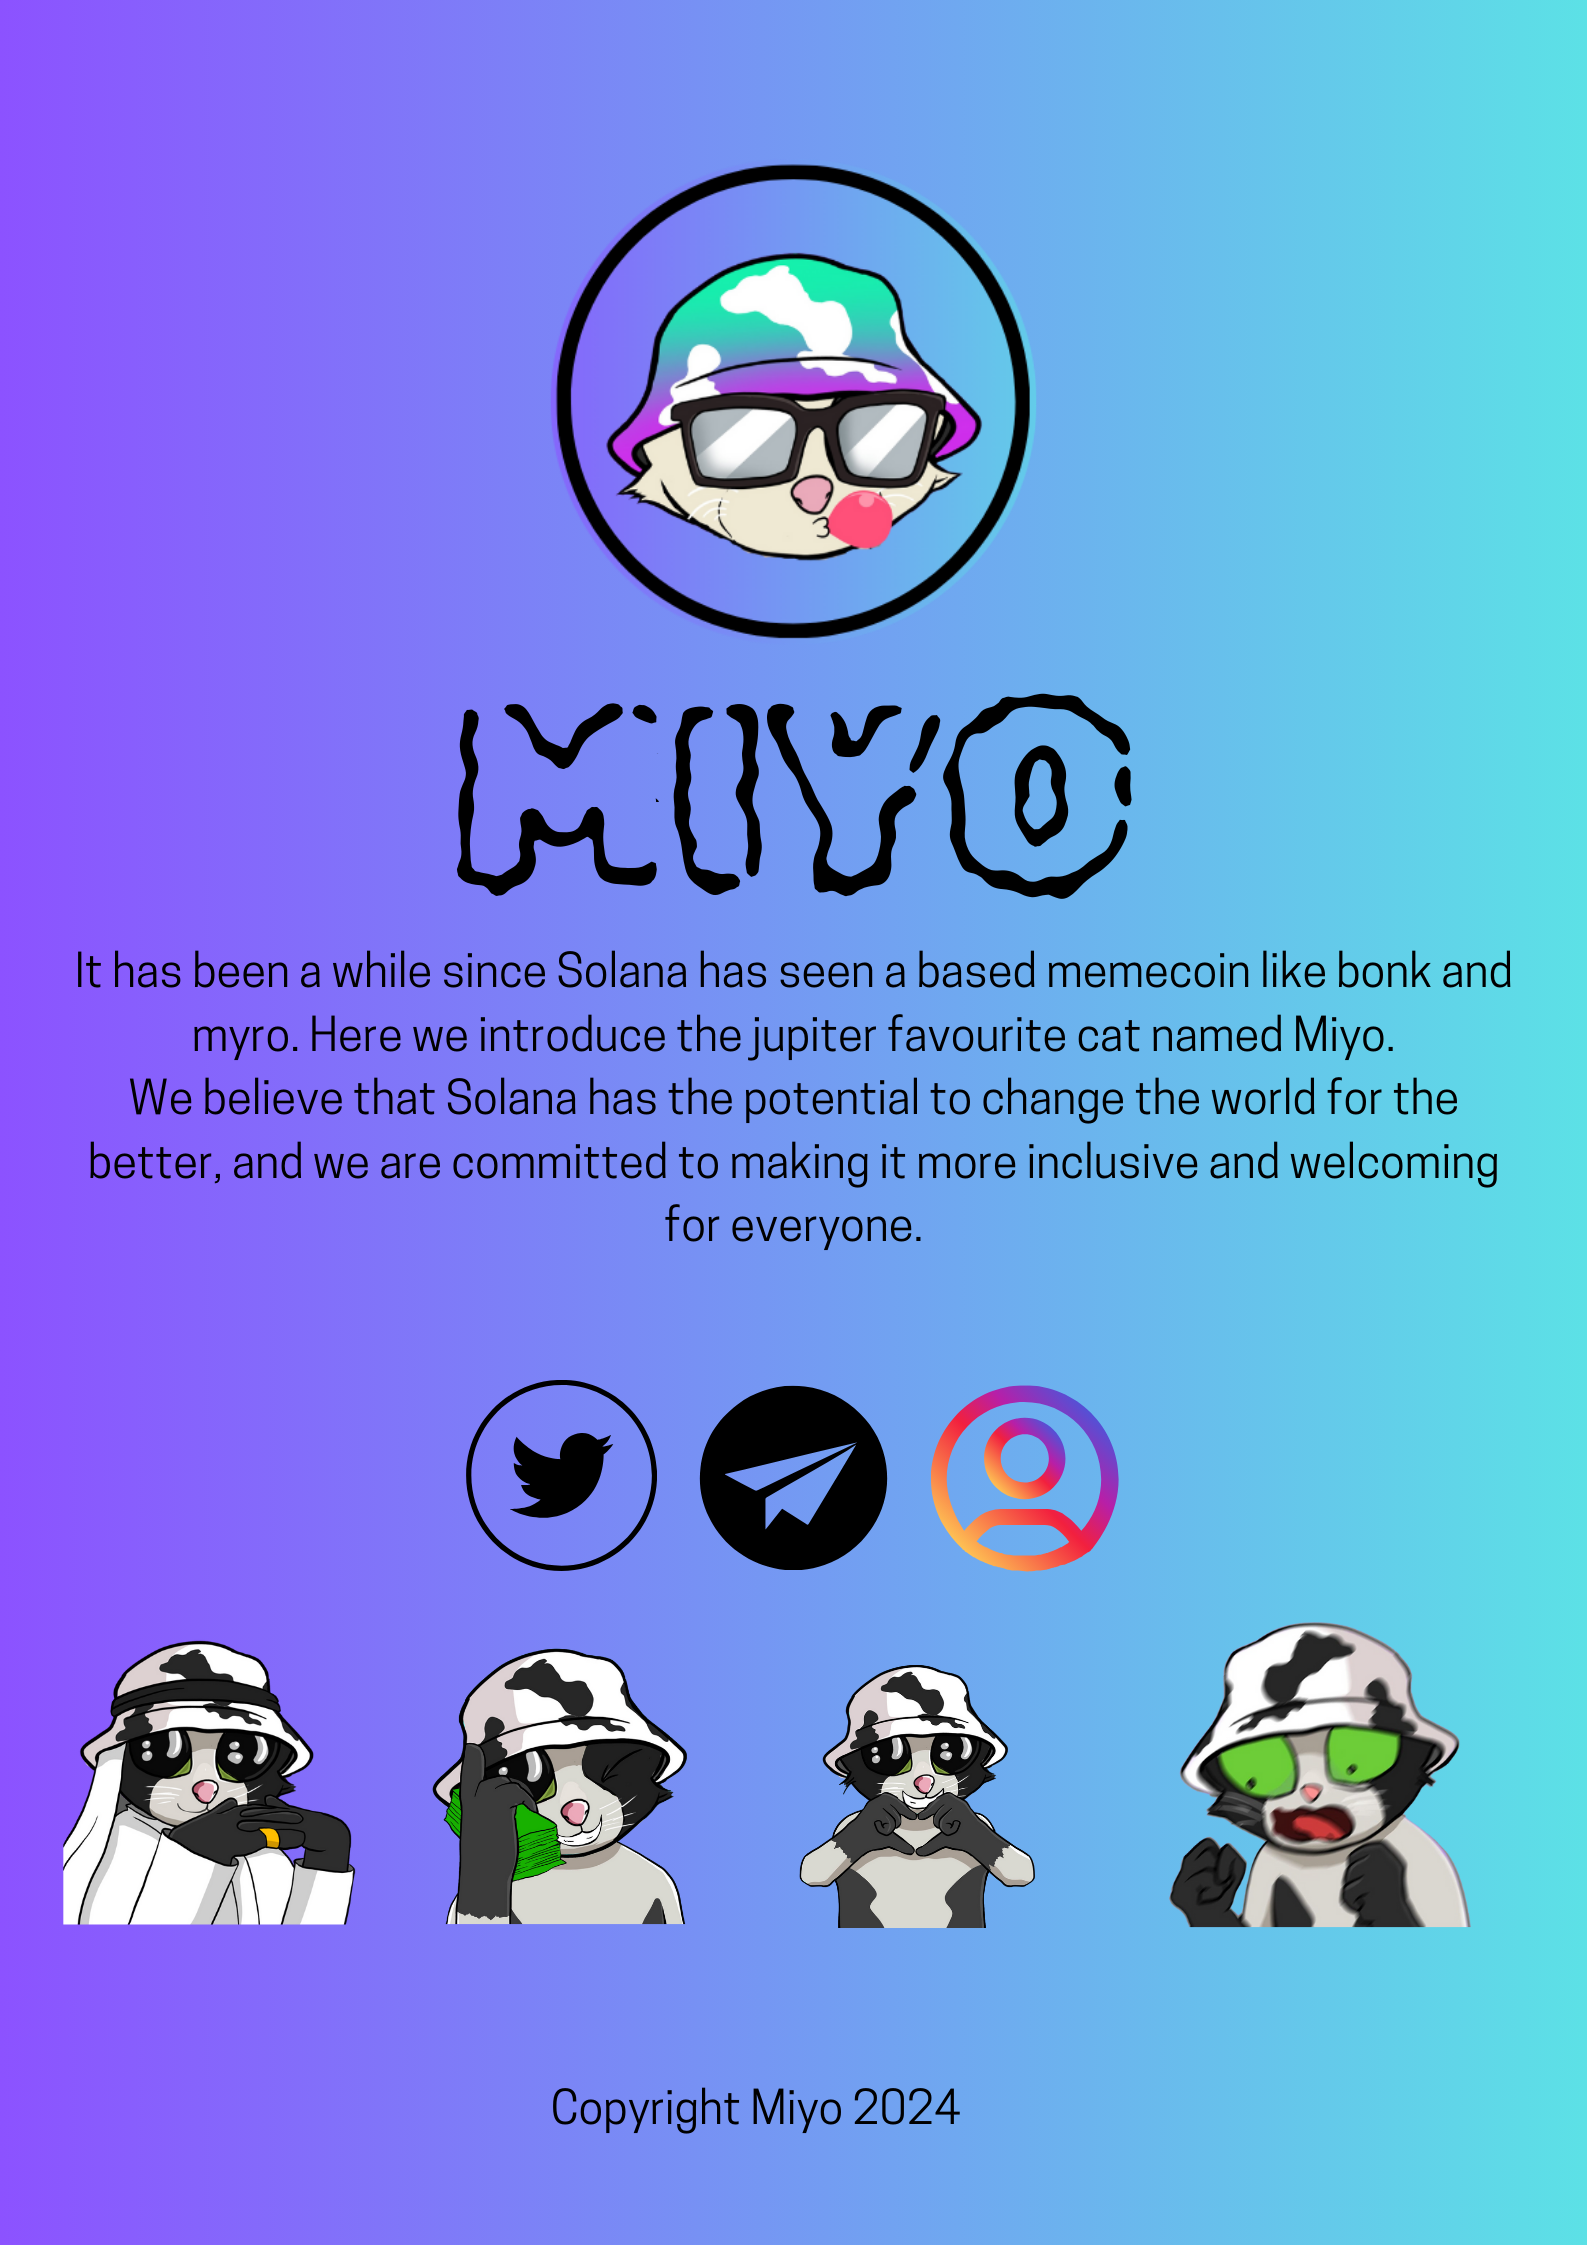 MIYO
It has been a while since Solana has seen a based memecoin like bonk and
myro. Here we introduce the jupiter favourite cat named Miyo.
We believe that Solana has the potential to change the world for the
better, and we are committed to making it more inclusive and welcoming
for everyone.
Copyright Miyo 2024